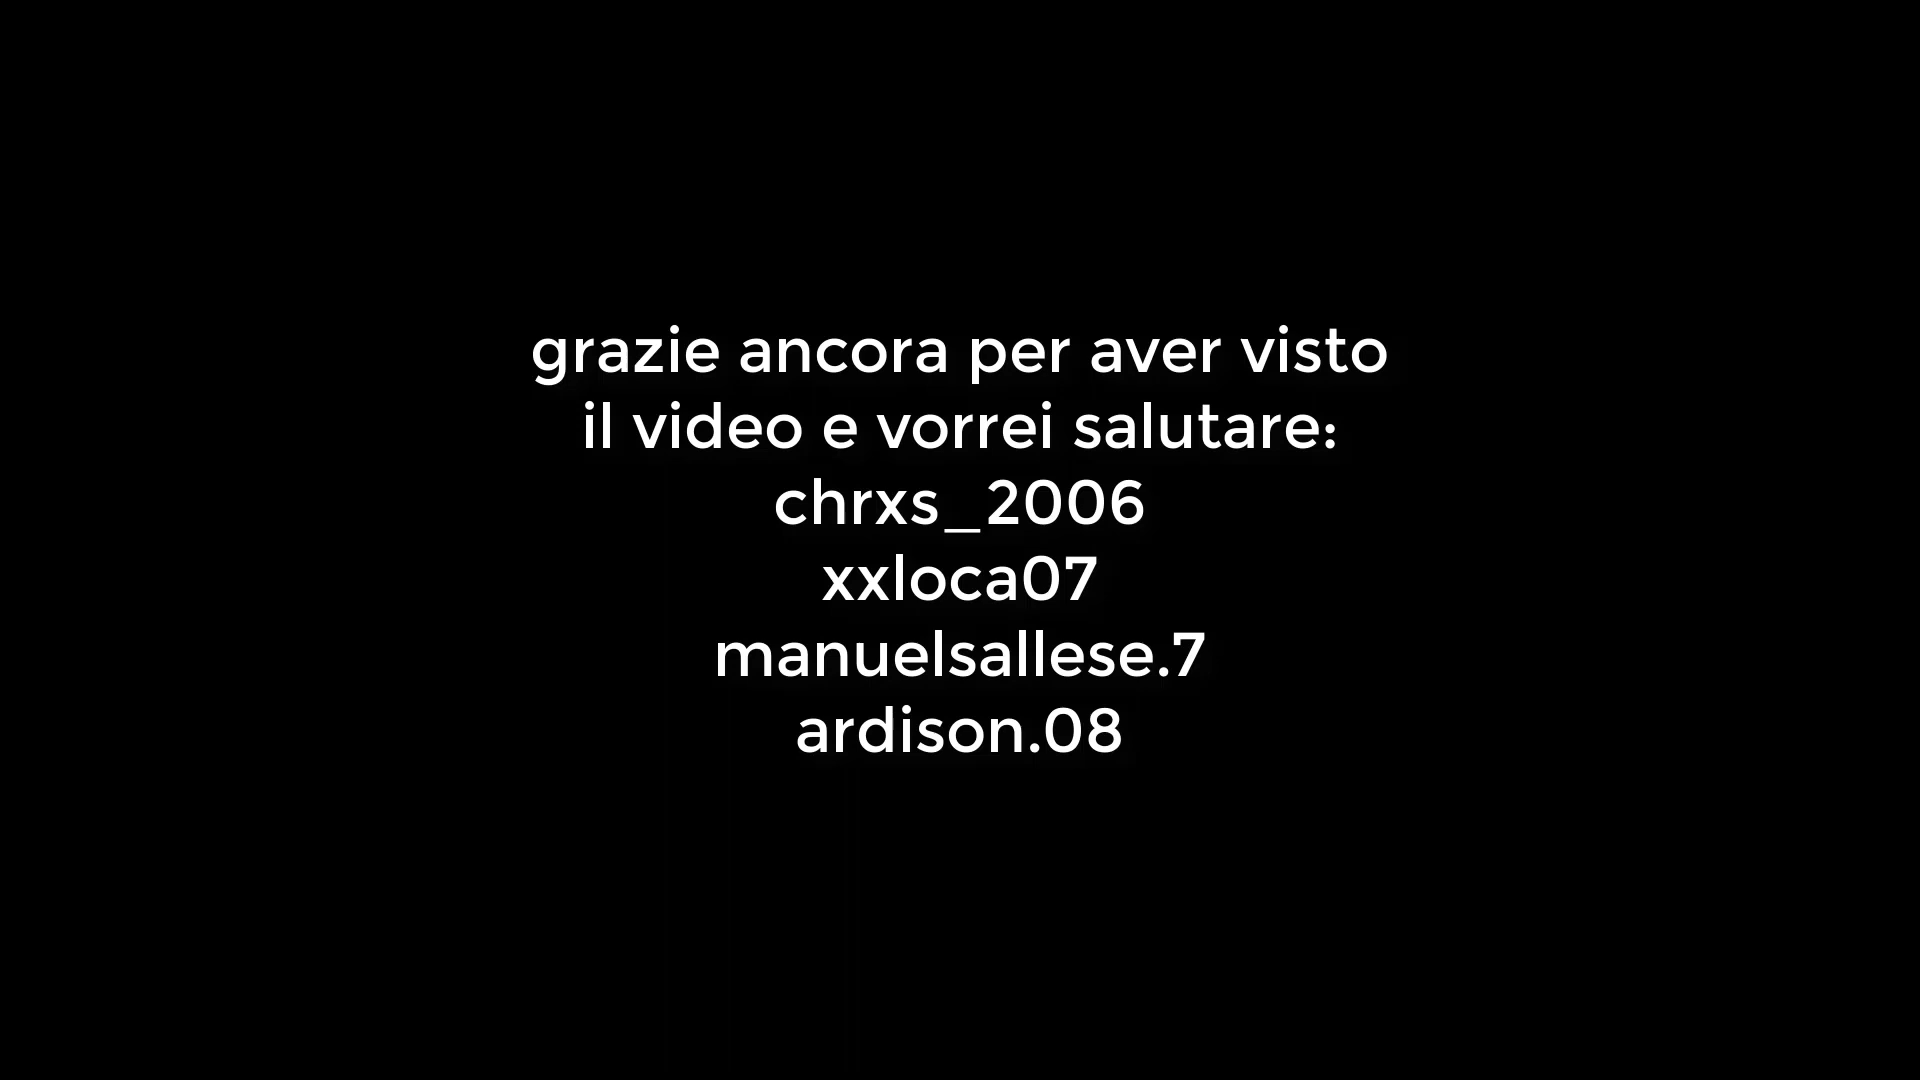 grazie ancora per aver visto
il video e vorrei salutare:
chrxs_2006
xxloca07
manuelsallese.7
ardison.08